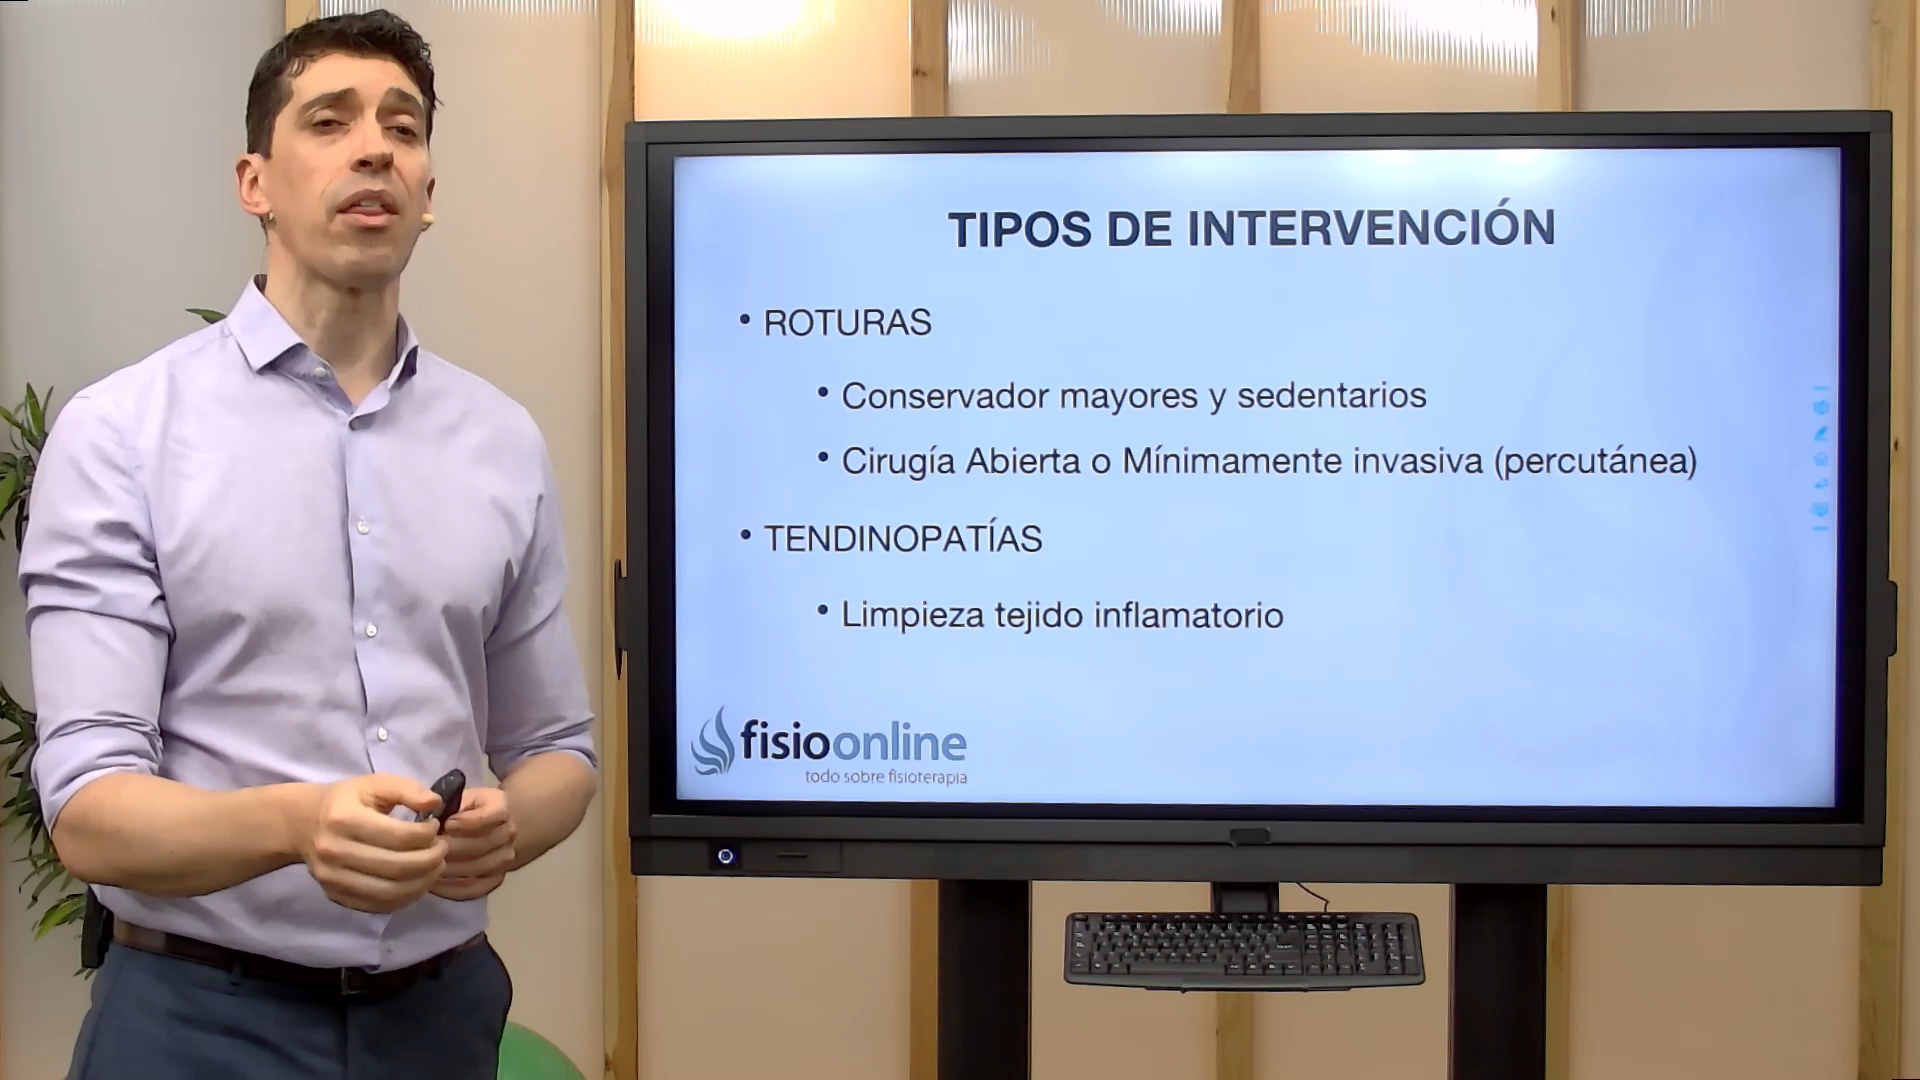 TIPOS DE INTERVENCIÓN
• ROTURAS
• Conservador mayores y sedentarios
• Cirugía Abierta o Mínimamente invasiva (percutánea)
• TENDINOPATÍAS
• Limpieza tejido inflamatorio
fisioonline
todo sobre fisioterapia